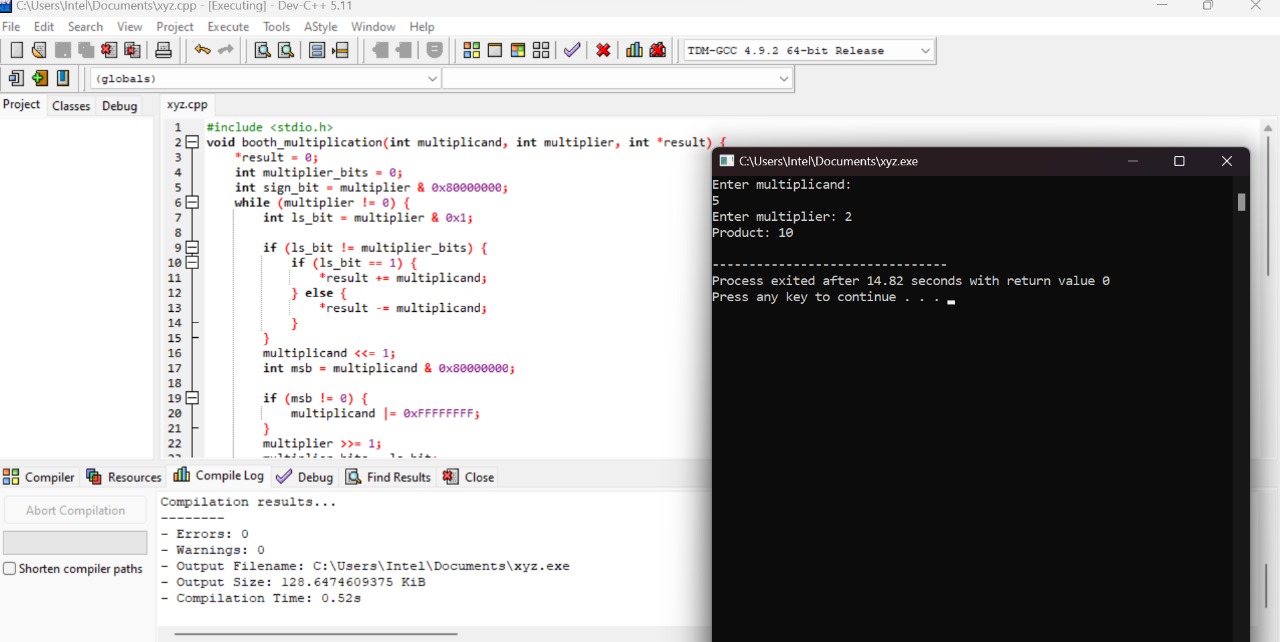 C:\Users\Intel\Documents\xyz.cpp - [Executing] - Dev-C++ 5.11
File Edit Search View Project Execute Tools AStyle Window Help
TDM-GCC 4.9.2 64-bit Release
(globals)
Project Classes Debug
xyz.cpp
1 #include <stdio.h>
2 void booth_multiplication(int multiplicand, int multiplier, int *result) {
3 *result = 0;
4 int multiplier_bits = 0;
5 int sign_bit = multiplier & 0x80000000;
6 while (multiplier != 0) {
7 int ls_bit = multiplier & 0x1;
8
9 if (ls_bit != multiplier_bits) {
10 if (ls_bit == 1) {
11 *result += multiplicand;
12 } else {
13 *result -= multiplicand;
14 }
15 }
16 multiplicand <<= 1;
17 int msb = multiplicand & 0x80000000;
18
19 if (msb != 0) {
20 multiplicand |= 0xFFFFFFFF;
21 }
22 multiplier >>= 1;
C:\Users\Intel\Documents\xyz.exe
Enter multiplicand:
5
Enter multiplier: 2
Product: 10
--------------------------------
Process exited after 14.82 seconds with return value 0
Press any key to continue . . .
Compiler Resources Compile Log Debug Find Results Close
Abort Compilation
Shorten compiler paths
Compilation results...
--------
- Errors: 0
- Warnings: 0
- Output Filename: C:\Users\Intel\Documents\xyz.exe
- Output Size: 128.6474609375 KiB
- Compilation Time: 0.52s